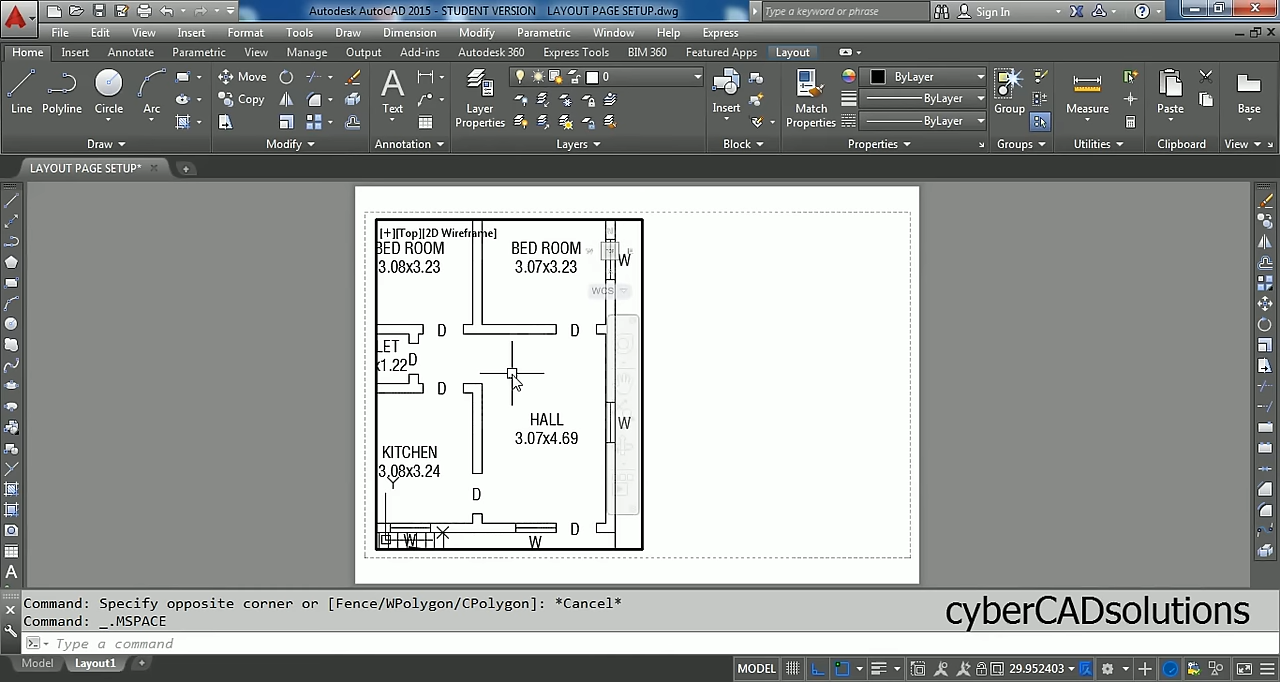 Autodesk AutoCAD 2015 - STUDENT VERSION LAYOUT PAGE SETUP.dwg
Type a keyword or phrase
Sign In
File Edit View Insert Format Tools Draw Dimension Modify Parametric Window Help Express
Home Insert Annotate Parametric View Manage Output Add-ins Autodesk 360 Express Tools BIM 360 Featured Apps Layout
Line Polyline Circle Arc
Move
Copy
Text
Layer
Properties
0
Insert
Match
Properties
ByLayer
ByLayer
ByLayer
Group
Measure
Paste
Base
Draw Modify Annotation Layers Block Properties Groups Utilities Clipboard View
LAYOUT PAGE SETUP*
[+][Top][2D Wireframe]
BED ROOM
3.08x3.23
BED ROOM
3.07x3.23
W
WCS
D
D
LET
x1.22
D
D
HALL
3.07x4.69
W
KITCHEN
3.08x3.24
Y
D
D
X
W
W
Command: Specify opposite corner or [Fence/WPolygon/CPolygon]: *Cancel*
Command: _.MSPACE
Type a command
cyberCADsolutions
Model Layout1
MODEL
29.952403